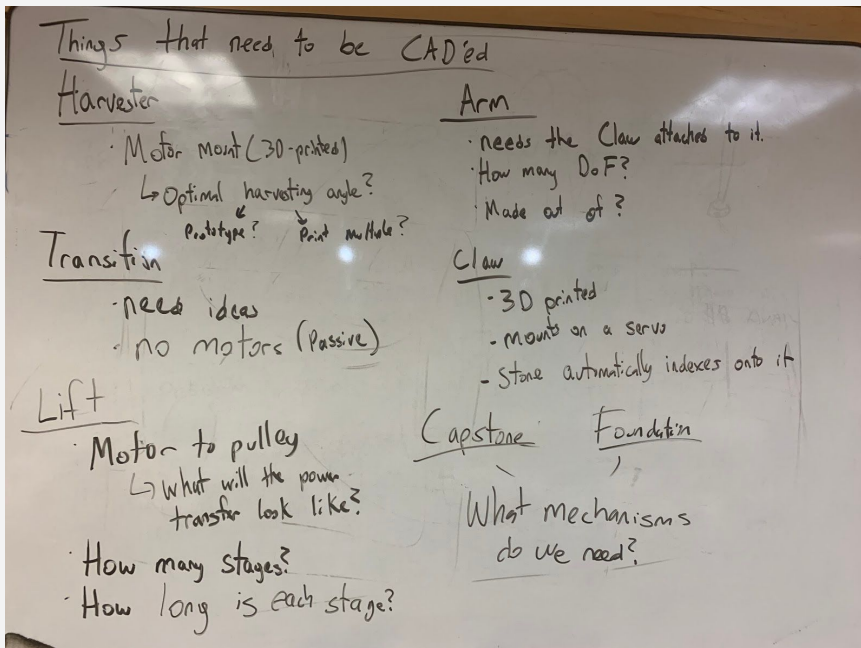 Things that need to be CAD'ed
Harvester
· Motor mount (3D-printed)
↳ Optimal harvesting angle?
Prototype? Print multiple?
Transition
· need ideas
· no motors (Passive)
Lift
· Motor to pulley
↳ What will the power
transfer look like?
· How many stages?
· How long is each stage?
Arm
· needs the Claw attached to it.
· How many DoF?
· Made out of?
Claw
· 3D printed
- mounts on a servo
- Stone automatically indexes onto it
Capstone Foundation
What mechanisms
do we need?